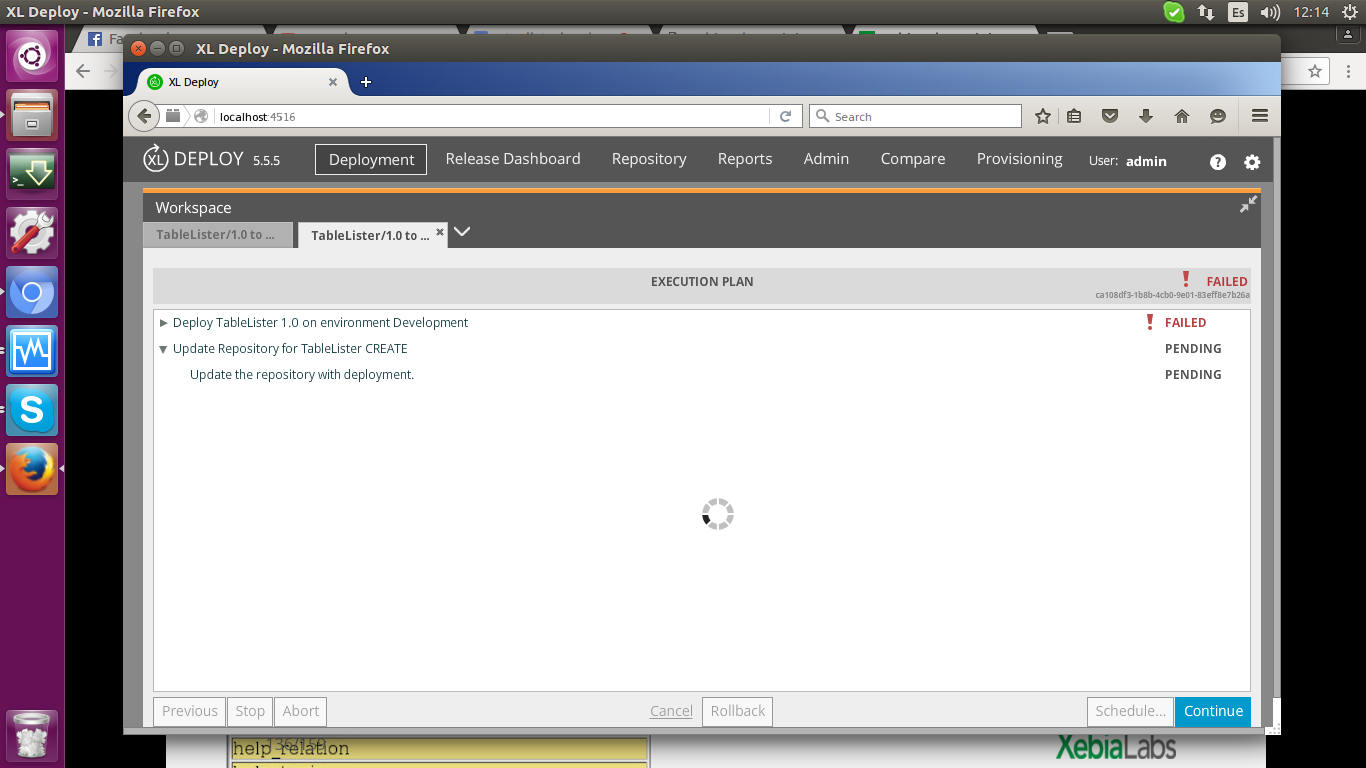 XL Deploy - Mozilla Firefox
Es
12:14
XL Deploy - Mozilla Firefox
XL Deploy
localhost:4516
Search
XL DEPLOY 5.5.5
Deployment
Release Dashboard
Repository
Reports
Admin
Compare
Provisioning
User: admin
Workspace
TableLister/1.0 to ...
TableLister/1.0 to ...
EXECUTION PLAN
FAILED
ca108df3-1b8b-4cb0-9e01-83eff8e7b26a
Deploy TableLister 1.0 on environment Development
FAILED
Update Repository for TableLister CREATE
PENDING
Update the repository with deployment.
PENDING
Previous
Stop
Abort
Cancel
Rollback
Schedule...
Continue
136/150
help_relation
XebiaLabs